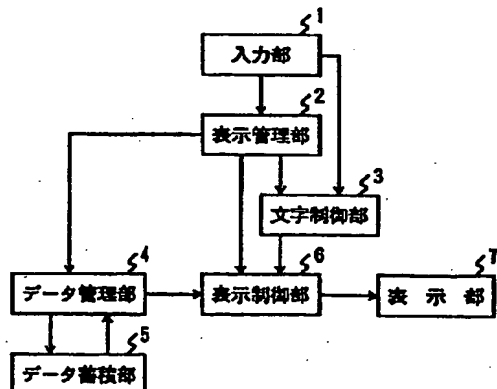 1
入力部
2
表示管理部
3
文字制御部
4
データ管理部
6
表示制御部
7
表 示 部
5
データ蓄積部